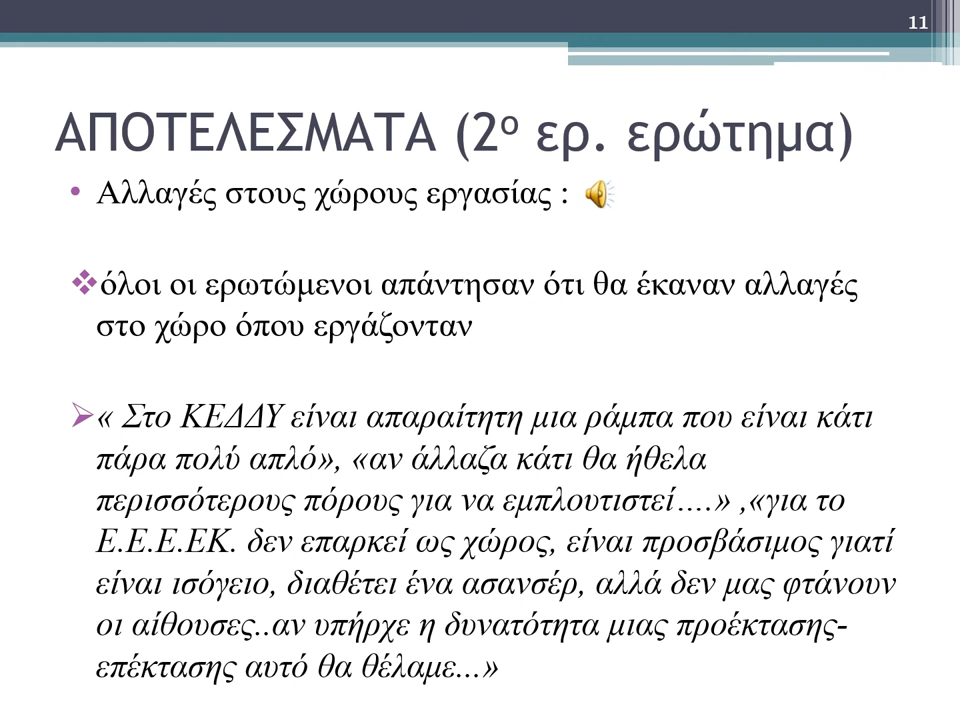 11
ΑΠΟΤΕΛΕΣΜΑΤΑ (2ο ερ. ερώτημα)
• Αλλαγές στους χώρους εργασίας :
❖όλοι οι ερωτώμενοι απάντησαν ότι θα έκαναν αλλαγές
στο χώρο όπου εργάζονταν
➢« Στο ΚΕΔΔΥ είναι απαραίτητη μια ράμπα που είναι κάτι
πάρα πολύ απλό», «αν άλλαζα κάτι θα ήθελα
περισσότερους πόρους για να εμπλουτιστεί….» ,«για το
Ε.Ε.Ε.ΕΚ. δεν επαρκεί ως χώρος, είναι προσβάσιμος γιατί
είναι ισόγειο, διαθέτει ένα ασανσέρ, αλλά δεν μας φτάνουν
οι αίθουσες..αν υπήρχε η δυνατότητα μιας προέκτασης-
επέκτασης αυτό θα θέλαμε...»